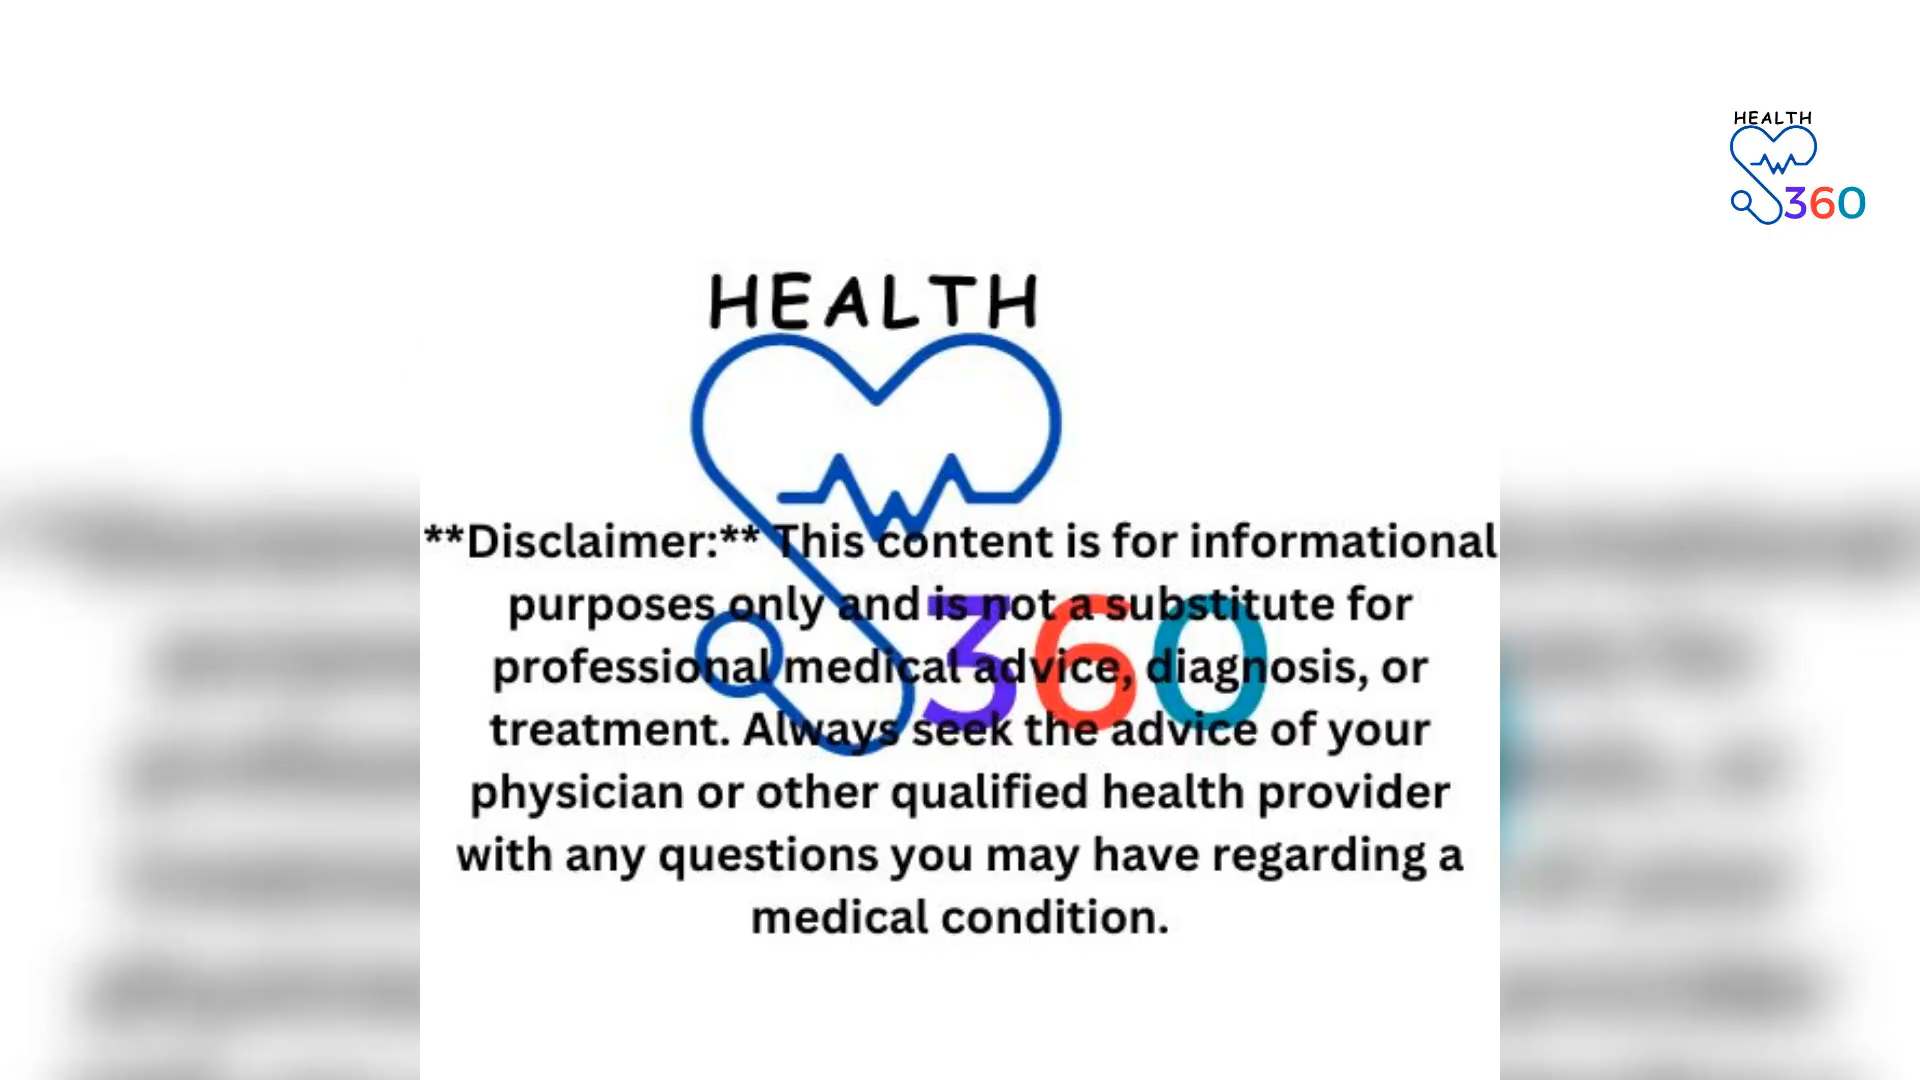 HEALTH
360
HEALTH
360
**Disclaimer:** This content is for informational
purposes only and is not a substitute for
professional medical advice, diagnosis, or
treatment. Always seek the advice of your
physician or other qualified health provider
with any questions you may have regarding a
medical condition.